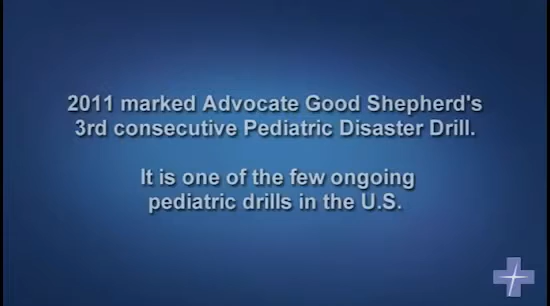 2011 marked Advocate Good Shepherd's
3rd consecutive Pediatric Disaster Drill.
It is one of the few ongoing
pediatric drills in the U.S.